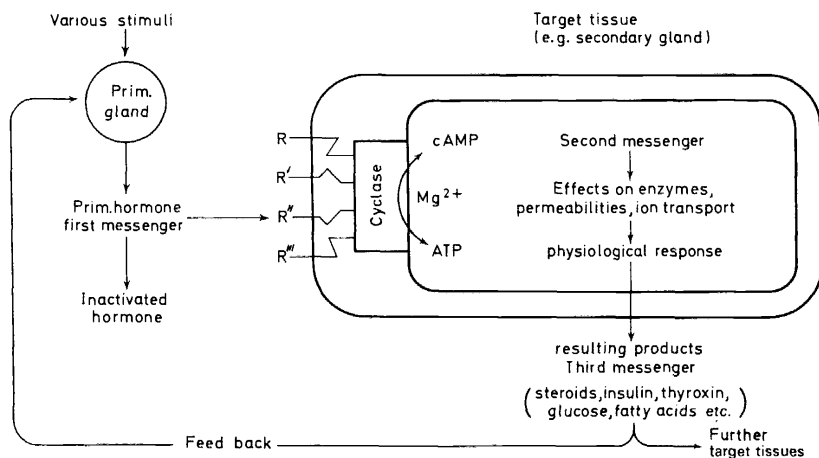 Various stimuli
Prim.
gland
Prim. hormone
first messenger
Inactivated
hormone
Target tissue
(e.g. secondary gland)
R
R'
R''
R'''
Cyclase
cAMP
Mg²⁺
ATP
Second messenger
Effects on enzymes,
permeabilities, ion transport
physiological response
resulting products
Third messenger
(steroids, insulin, thyroxin,
glucose, fatty acids etc.)
Feed back
Further
target tissues